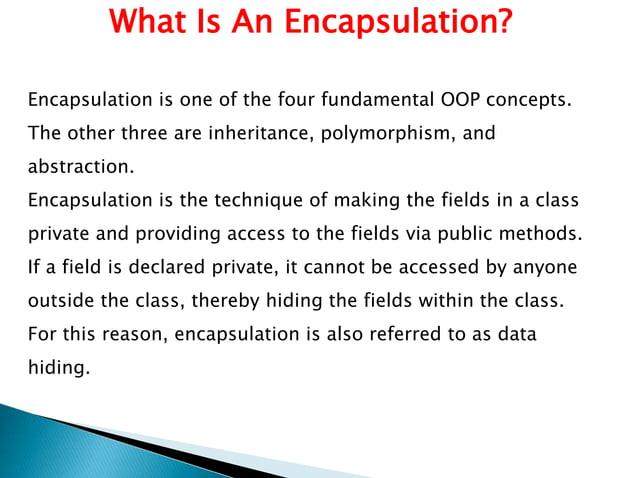 What Is An Encapsulation?
Encapsulation is one of the four fundamental OOP concepts.
The other three are inheritance, polymorphism, and
abstraction.
Encapsulation is the technique of making the fields in a class
private and providing access to the fields via public methods.
If a field is declared private, it cannot be accessed by anyone
outside the class, thereby hiding the fields within the class.
For this reason, encapsulation is also referred to as data
hiding.